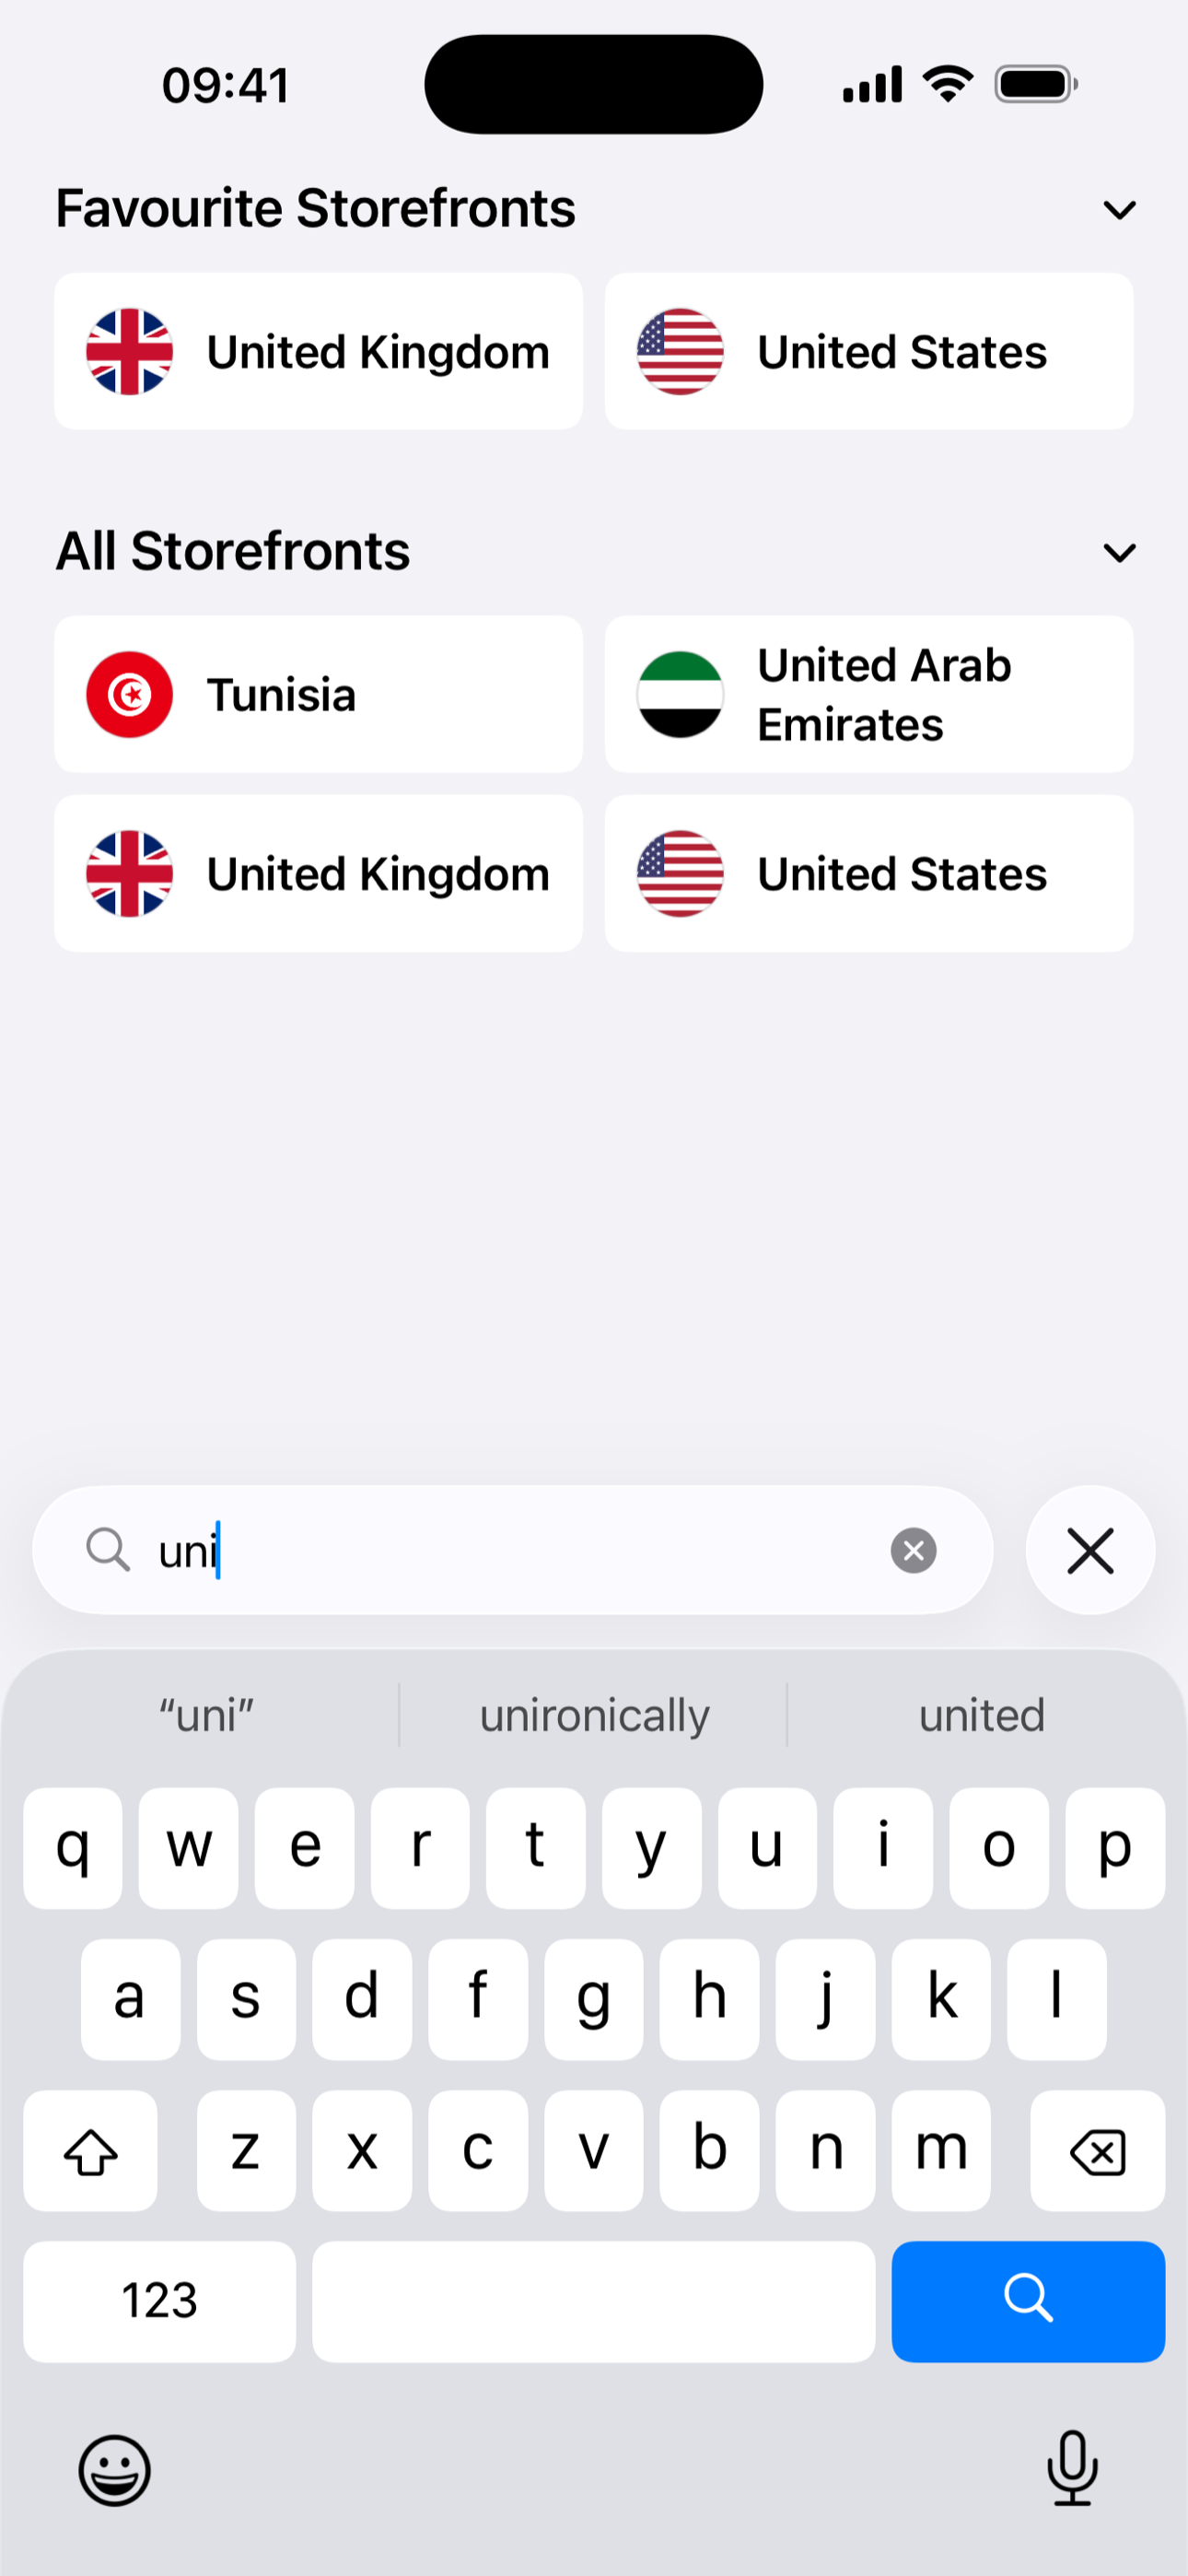 09:41
Favourite Storefronts
United Kingdom
United States
All Storefronts
Tunisia
United Arab
Emirates
United Kingdom
United States
uni
“uni”
unironically
united
q w e r t y u i o p
a s d f g h j k l
z x c v b n m
123